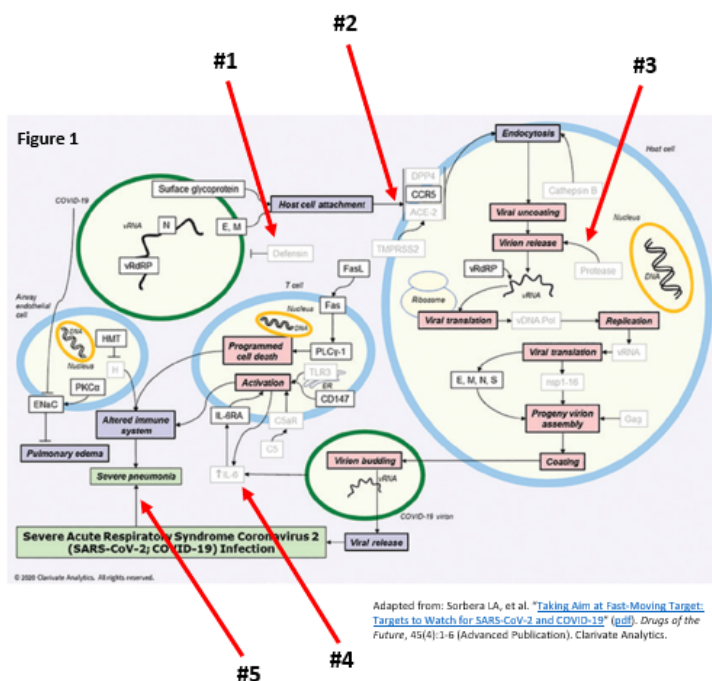 #1
#2
#3
Figure 1
COVID-19
Surface glycoprotein
vRNA
N
E, M
vRdRP
Host cell attachment
Defensin
DPP4
CCR5
ACE-2
TMPRSS2
Endocytosis
Host cell
Cathepsin B
Viral uncoating
Virion release
Protease
Nucleus
DNA
vRdRP
vRNA
Ribosome
Viral translation
vDNA Pol
Replication
Viral translation
vRNA
E, M, N, S
nsp1-16
Progeny virion
assembly
Gag
Coating
FasL
T cell
Fas
Nucleus
DNA
Programmed
cell death
PLCγ-1
Activation
TLR3
ER
CD147
IL-6RA
C5aR
C5
↑IL-6
Airway
endothelial
cell
DNA
HMT
Nucleus
H
PKCα
ENaC
Altered immune
system
Pulmonary edema
Severe pneumonia
Virion budding
vRNA
COVID-19 virion
Viral release
Severe Acute Respiratory Syndrome Coronavirus 2
(SARS-CoV-2; COVID-19) Infection
© 2020 Clarivate Analytics. All rights reserved.
Adapted from: Sorbera LA, et al. "Taking Aim at Fast-Moving Target:
Targets to Watch for SARS-CoV-2 and COVID-19" (pdf). Drugs of the
Future, 45(4):1-6 (Advanced Publication). Clarivate Analytics.
#4
#5